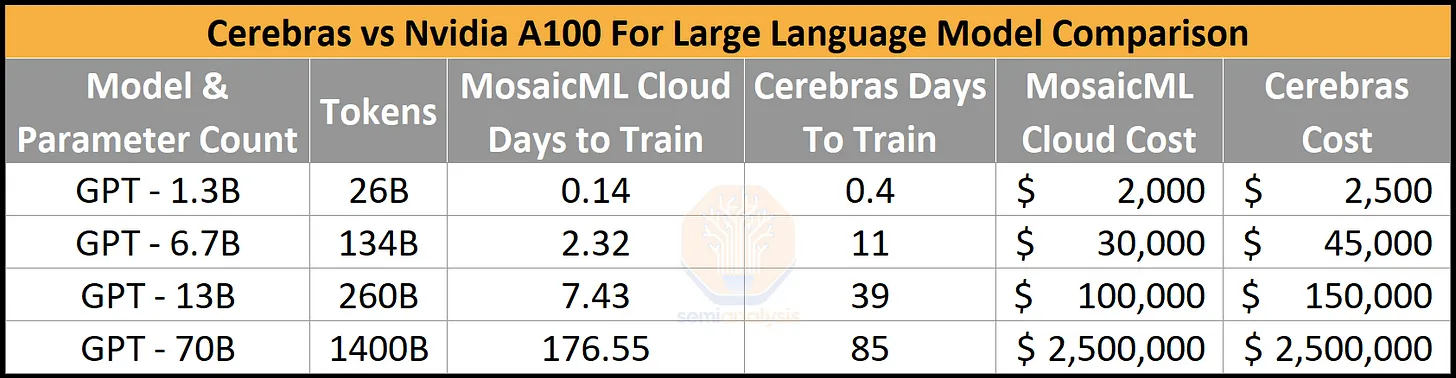 Cerebras vs Nvidia A100 For Large Language Model Comparison
Model & Parameter Count Tokens MosaicML Cloud Days to Train Cerebras Days To Train MosaicML Cloud Cost Cerebras Cost
GPT - 1.3B 26B 0.14 0.4 $ 2,000 $ 2,500
GPT - 6.7B 134B 2.32 11 $ 30,000 $ 45,000
GPT - 13B 260B 7.43 39 $ 100,000 $ 150,000
semianalysis
GPT - 70B 1400B 176.55 85 $ 2,500,000 $ 2,500,000